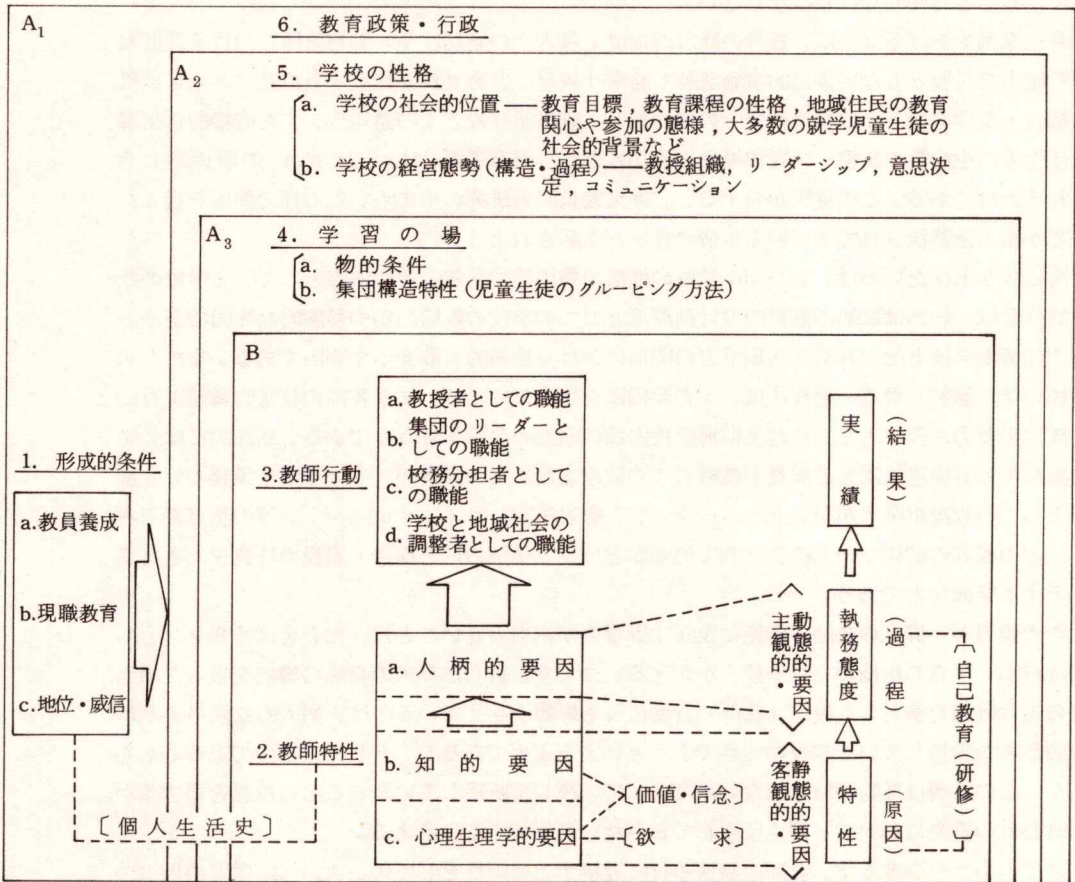 A1
6. 教育政策・行政
A2
5. 学校の性格
a. 学校の社会的位置 —— 教育目標，教育課程の性格，地域住民の教育
関心や参加の態様，大多数の就学児童生徒の
社会的背景など
b. 学校の経営態勢（構造・過程）—— 教授組織，リーダーシップ，意思決
定，コミュニケーション
A3
4. 学習の場
a. 物的条件
b. 集団構造特性（児童生徒のグルーピング方法）
B
1. 形成的条件
a.教員養成
b.現職教育
c.地位・威信
〔個人生活史〕
3.教師行動
a. 教授者としての職能
b. 集団のリーダーと
しての職能
c. 校務分担者として
の職能
d. 学校と地域社会の
調整者としての職能
2.教師特性
a. 人柄的要因
b. 知的要因
c. 心理生理学的要因
〔価値・信念〕
〔欲求〕
動態的要因
主観的・
静態的要因
客観的
実績
（結果）
執務態度
（過程）
特性
（原因）
自己教育（研修）